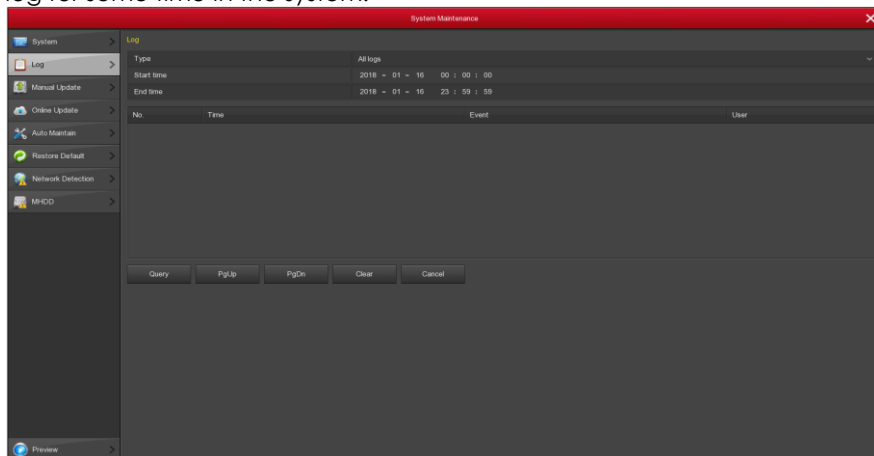 log for some time in the system.
System Maintenance
System
Log
Manual Update
Online Update
Auto Maintain
Restore Default
Network Detection
MHDD
Preview
Log
Type All logs
Start time 2018 - 01 - 16 00 : 00 : 00
End time 2018 - 01 - 16 23 : 59 : 59
No. Time Event User
Query PgUp PgDn Clear Cancel